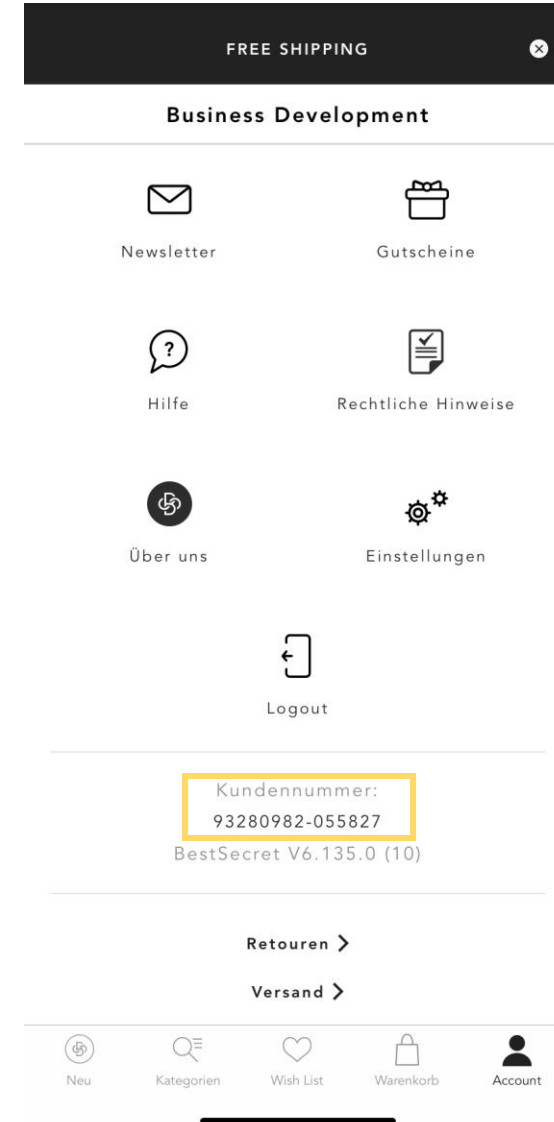 FREE SHIPPING
Business Development
Newsletter
Gutscheine
?
Hilfe
Rechtliche Hinweise
Über uns
Einstellungen
Logout
Kundennummer:
93280982-055827
BestSecret V6.135.0 (10)
Retouren
Versand
Neu
Kategorien
Wish List
Warenkorb
Account